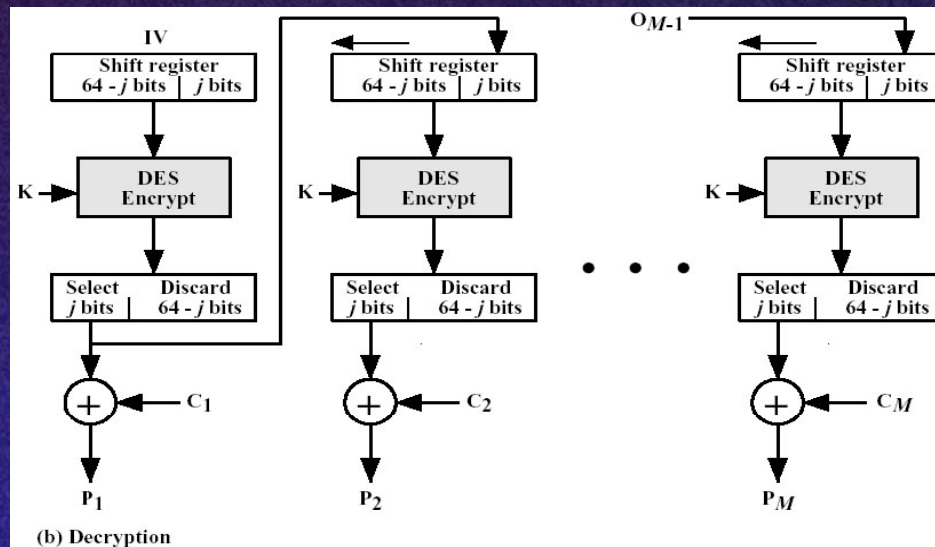 IV
O M-1
Shift register
64 - j bits | j bits
Shift register
64 - j bits | j bits
Shift register
64 - j bits | j bits
K
DES
Encrypt
K
DES
Encrypt
K
DES
Encrypt
Select
j bits
Discard
64 - j bits
Select
j bits
Discard
64 - j bits
• • •
Select
j bits
Discard
64 - j bits
+
C1
+
C2
+
CM
P1
P2
PM
(b) Decryption